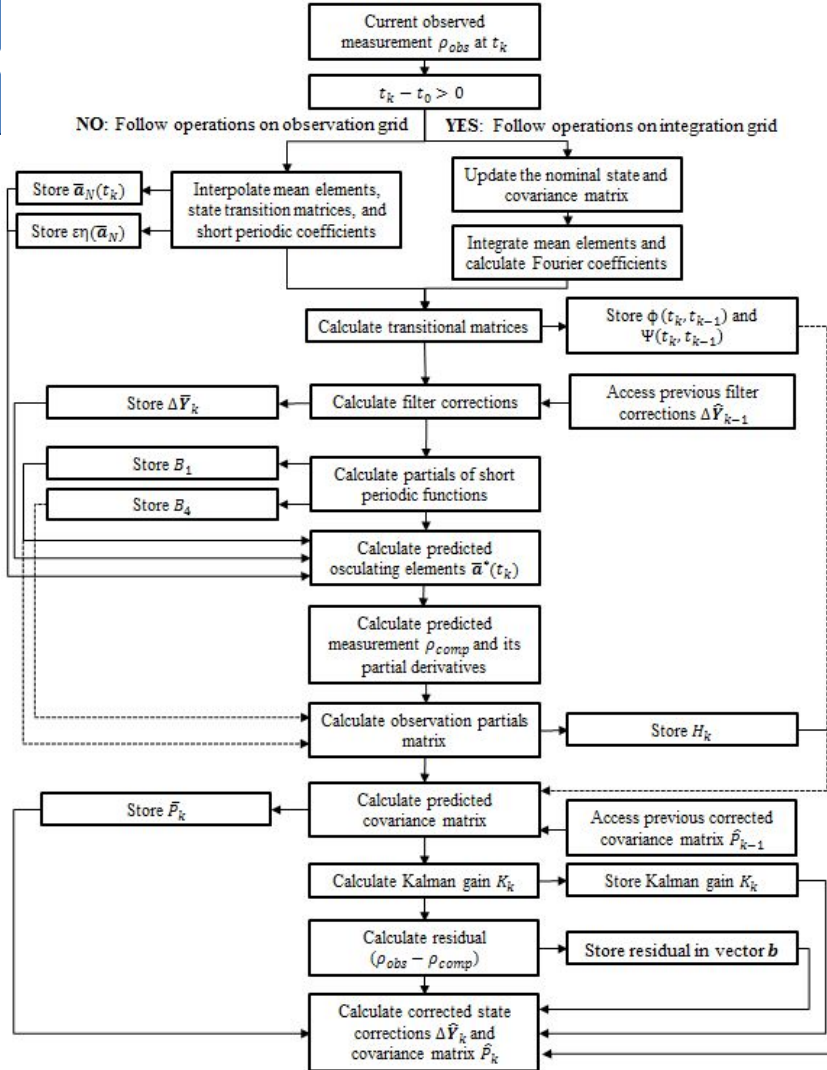 Current observed
measurement ρ_obs at t_k
t_k − t_0 > 0
NO: Follow operations on observation grid
YES: Follow operations on integration grid
Store a̅_N(t_k)
Interpolate mean elements,
state transition matrices, and
short periodic coefficients
Store εη(a̅_N)
Update the nominal state and
covariance matrix
Integrate mean elements and
calculate Fourier coefficients
Calculate transitional matrices
Store ϕ(t_k, t_{k−1}) and
Ψ(t_k, t_{k−1})
Store ΔY̅_k
Calculate filter corrections
Access previous filter
corrections ΔŶ_{k−1}
Store B_1
Calculate partials of short
periodic functions
Store B_4
Calculate predicted
osculating elements a̅*(t_k)
Calculate predicted
measurement ρ_comp and its
partial derivatives
Calculate observation partials
matrix
Store H_k
Store P̅_k
Calculate predicted
covariance matrix
Access previous corrected
covariance matrix P̂_{k−1}
Calculate Kalman gain K_k
Store Kalman gain K_k
Calculate residual
(ρ_obs − ρ_comp)
Store residual in vector b
Calculate corrected state
corrections ΔŶ_k and
covariance matrix P̂_k